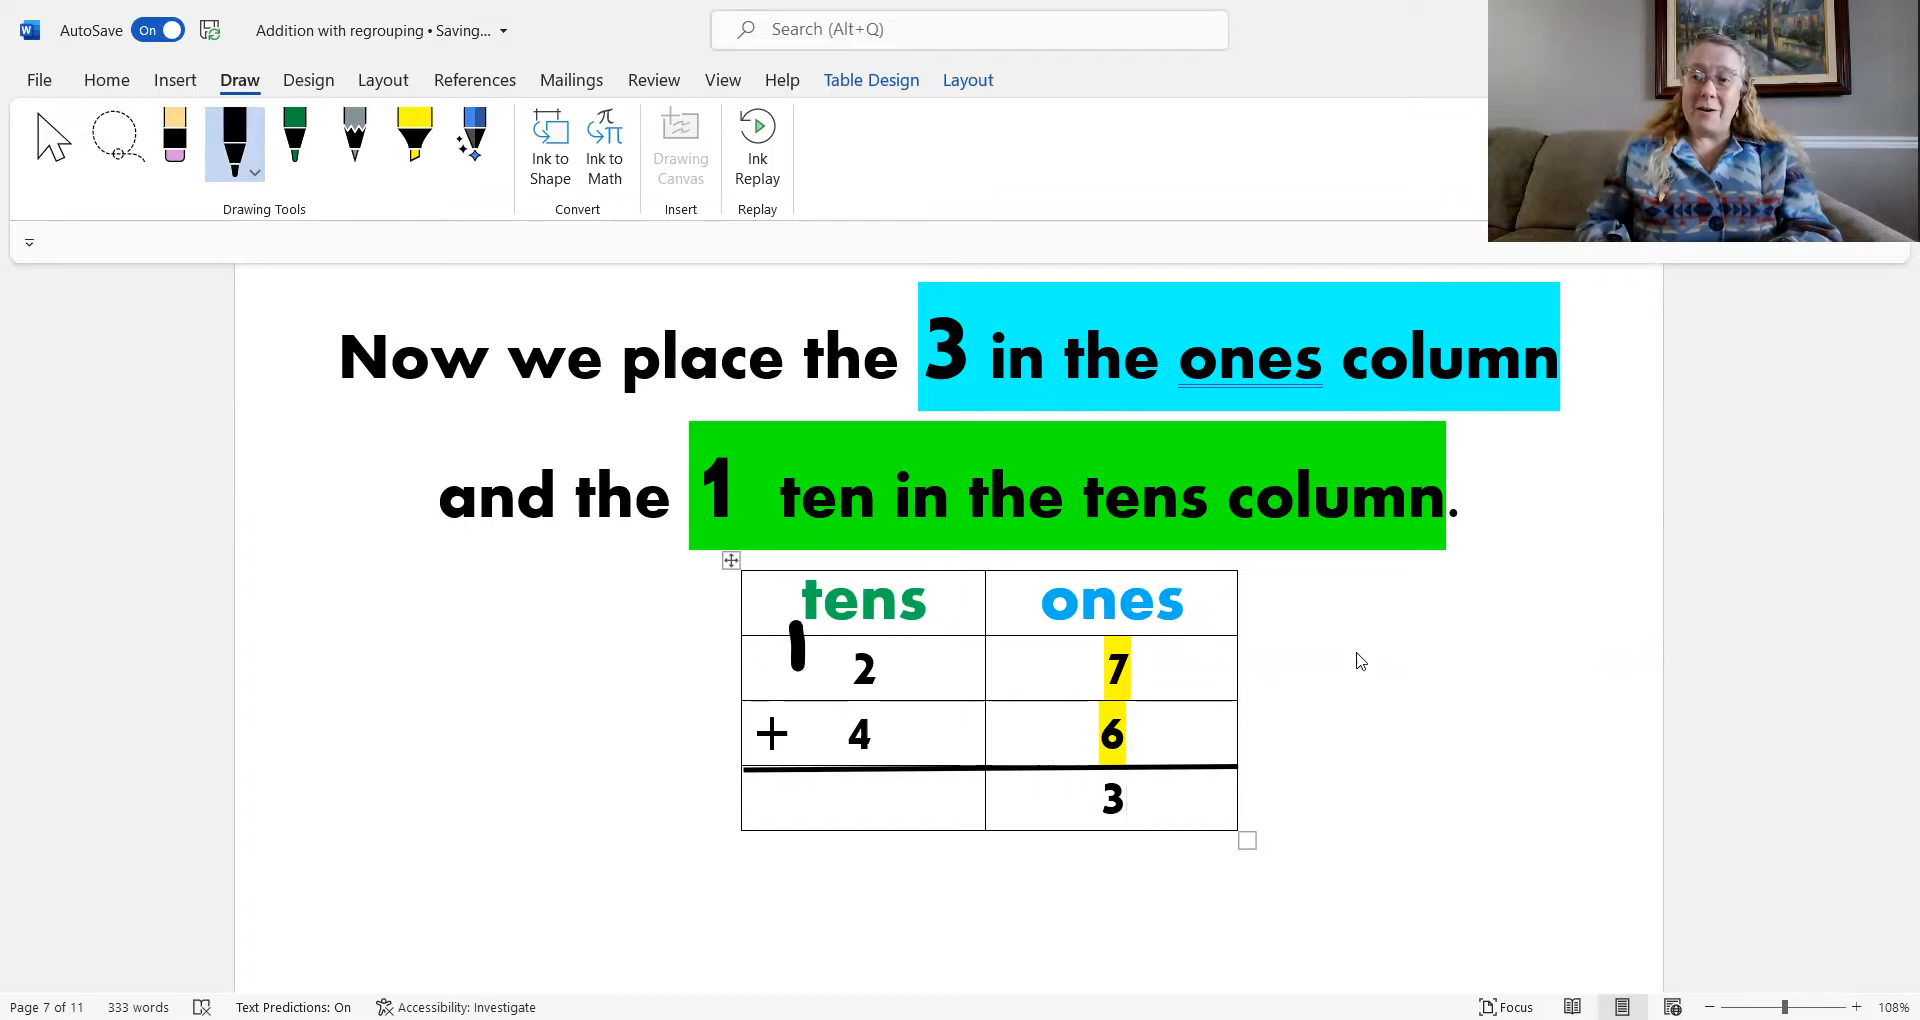 AutoSave On Addition with regrouping • Saving... Search (Alt+Q)
File Home Insert Draw Design Layout References Mailings Review View Help Table Design Layout
Ink to Shape
Ink to Math
Drawing Canvas
Ink Replay
Drawing Tools Convert Insert Replay
Now we place the 3 in the ones column
and the 1 ten in the tens column.
tens ones
1 2 7
+ 4 6
3
Page 7 of 11 333 words Text Predictions: On Accessibility: Investigate Focus 108%